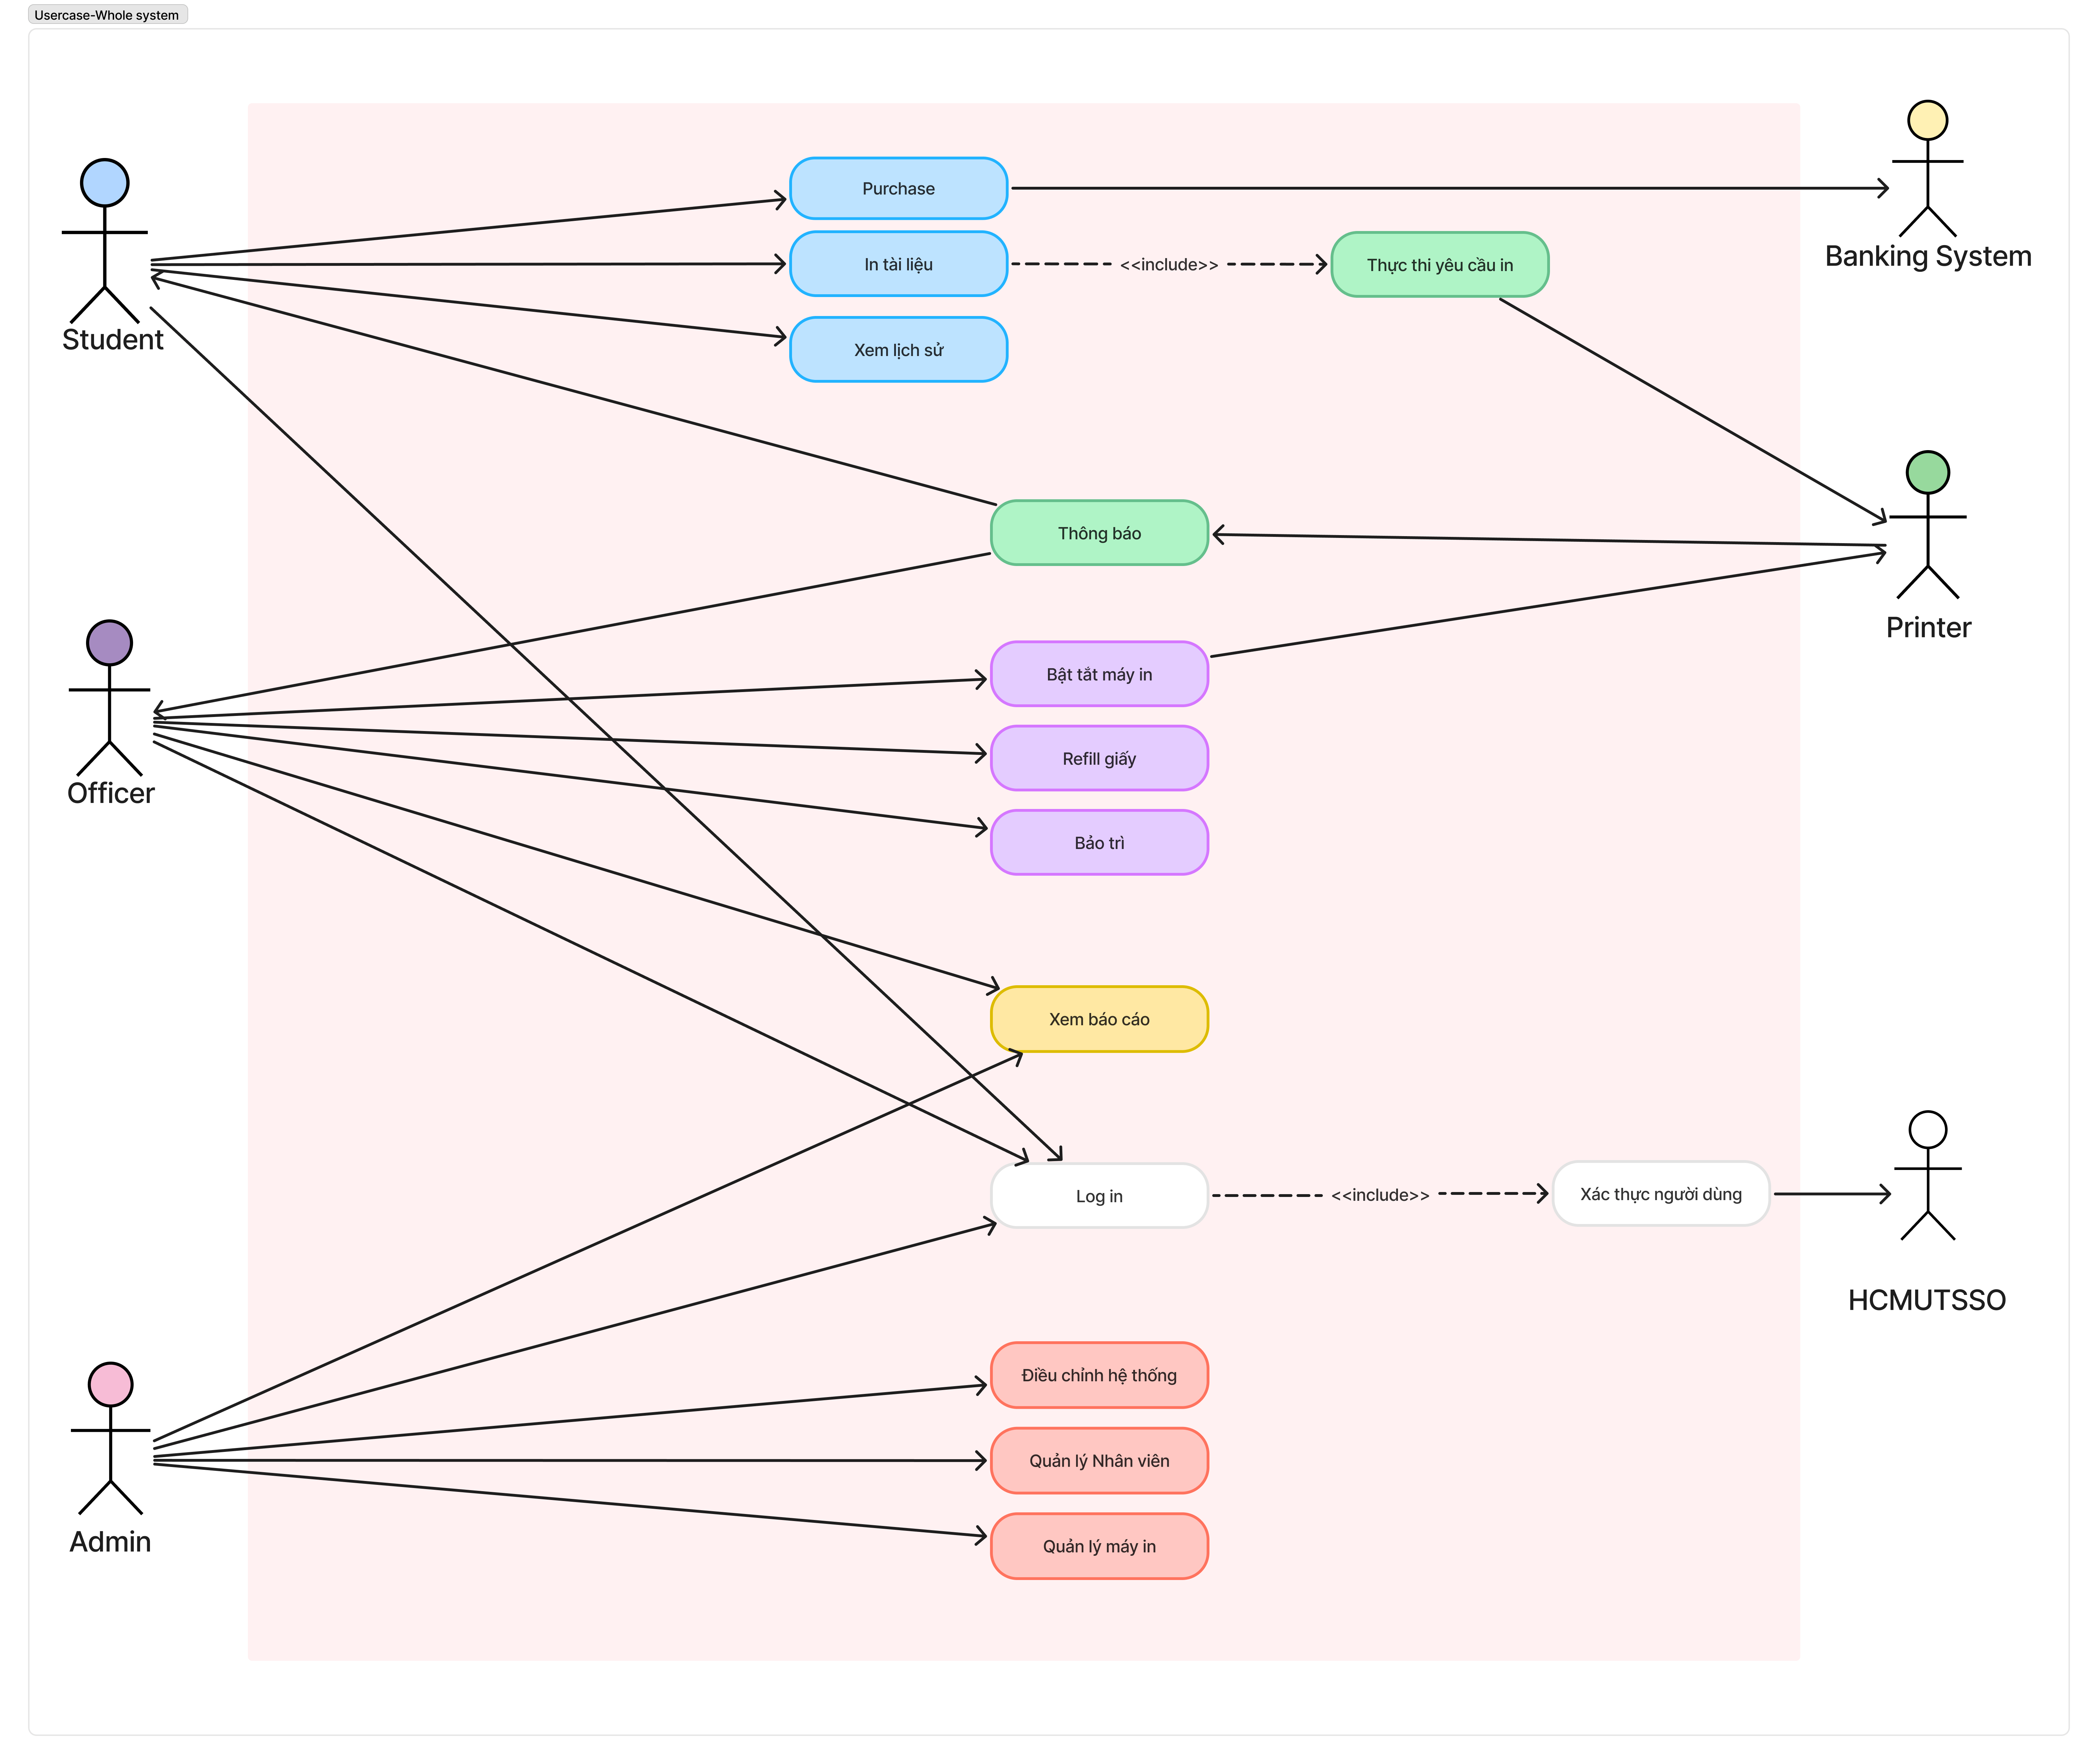 Usercase-Whole system
Purchase
Banking System
In tài liệu
<<include>>
Thực thi yêu cầu in
Student
Xem lịch sử
Thông báo
Printer
Bật tắt máy in
Officer
Refill giấy
Bảo trì
Xem báo cáo
Log in
<<include>>
Xác thực người dùng
HCMUTSSO
Điều chỉnh hệ thống
Quản lý Nhân viên
Admin
Quản lý máy in